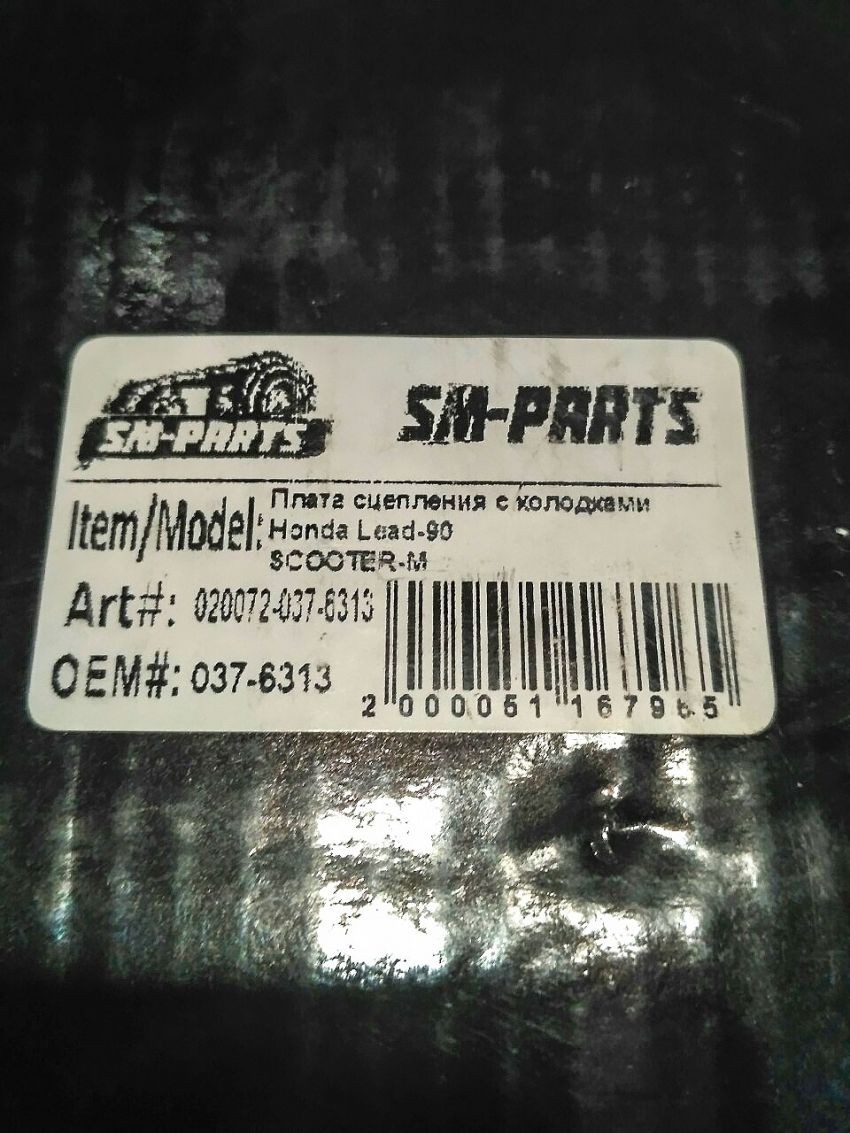 SM-PARTS
SM-PARTS
Item/Model: Плата сцепления с колодками
Honda Lead-90
SCOOTER-M
Art#: 020072-037-6313
OEM#: 037-6313
2 000051 167965